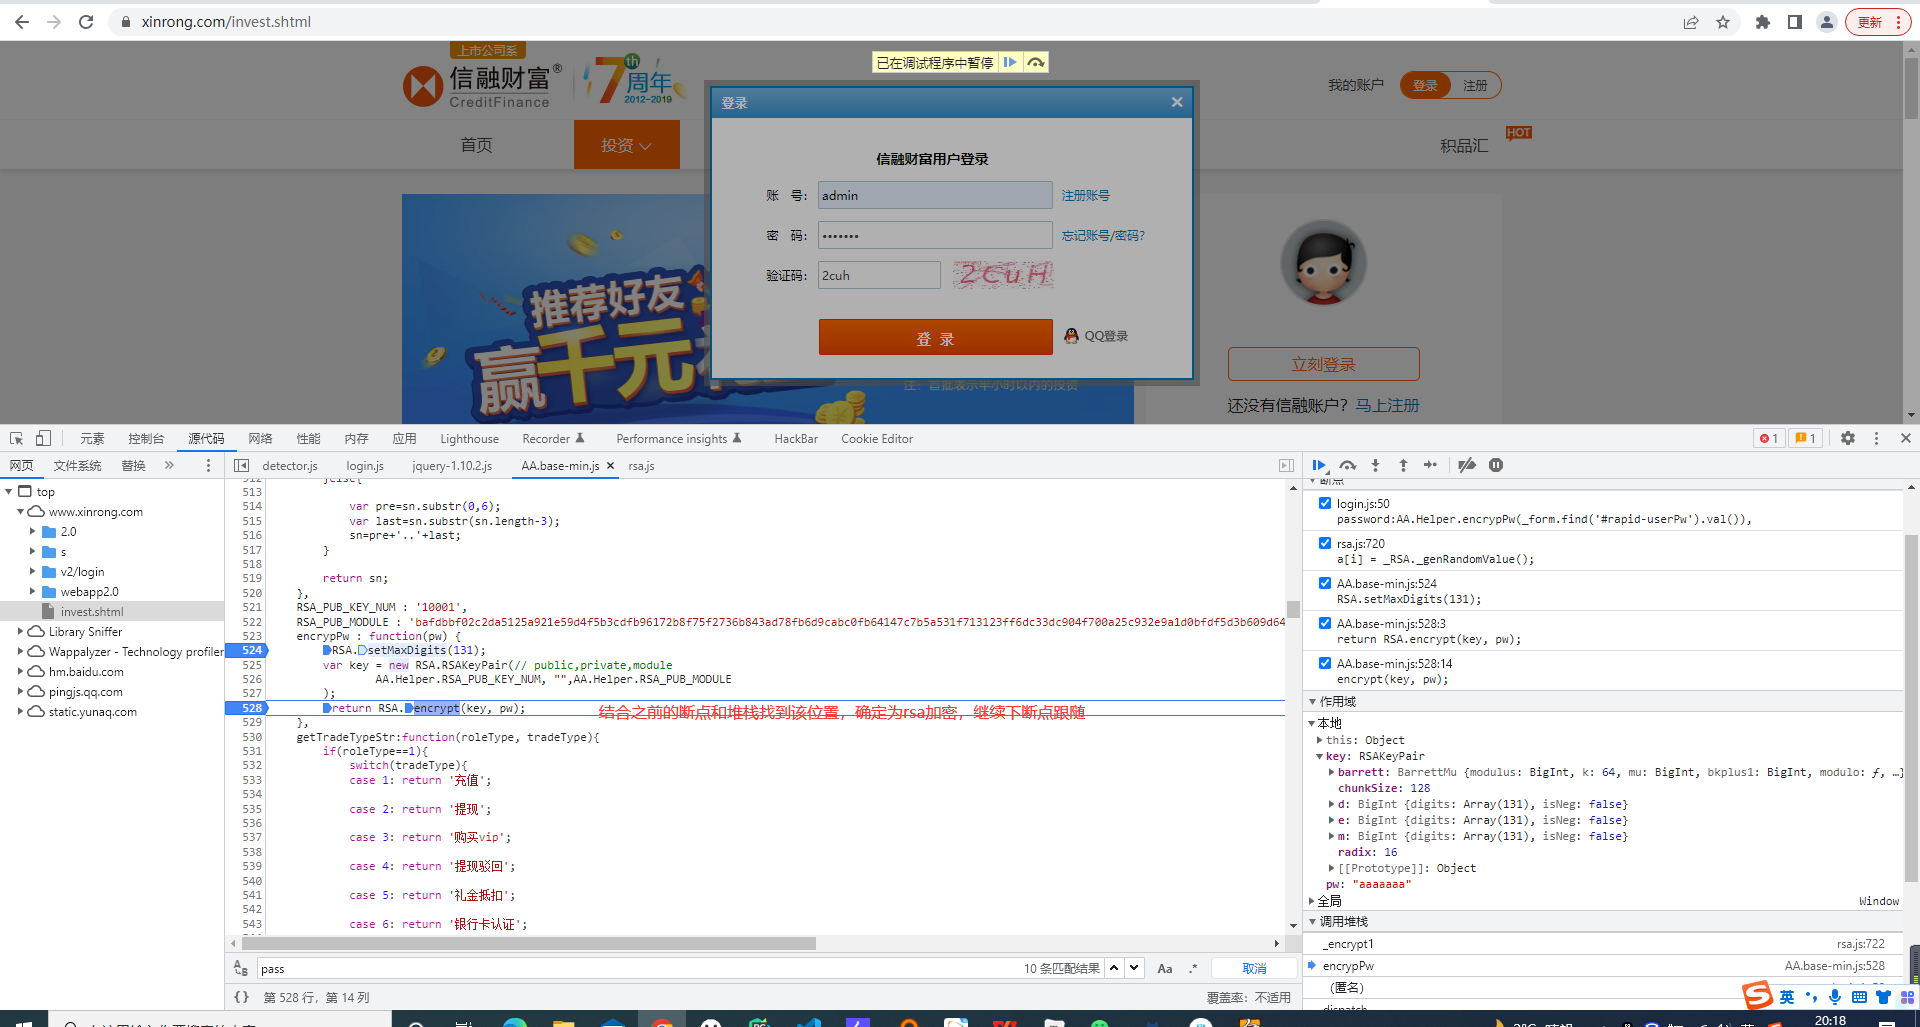 xinrong.com/invest.shtml
更新
上市公司系
信融财富®
CreditFinance
7th
周年
2012-2019
已在调试程序中暂停
我的账户
登录
注册
首页
投资
积品汇
HOT
登录
信融财富用户登录
账 号:
admin
注册账号
密 码:
•••••••
忘记账号/密码?
验证码:
2cuh
2CuH
登 录
QQ登录
推荐好友
赢千元
注:
立刻登录
还没有信融账户? 马上注册
元素
控制台
源代码
网络
性能
内存
应用
Lighthouse
Recorder
Performance insights
HackBar
Cookie Editor
1
1
网页
文件系统
替换
detector.js
login.js
jquery-1.10.2.js
AA.base-min.js
rsa.js
top
www.xinrong.com
2.0
s
v2/login
webapp2.0
invest.shtml
Library Sniffer
Wappalyzer - Technology profiler
hm.baidu.com
pingjs.qq.com
static.yunaq.com
512 }else{
513
514 var pre=sn.substr(0,6);
515 var last=sn.substr(sn.length-3);
516 sn=pre+'..'+last;
517 }
518
519 return sn;
520 },
521 RSA_PUB_KEY_NUM : '10001',
522 RSA_PUB_MODULE : 'bafdbbf02c2da5125a921e59d4f5b3cdfb96172b8f75f2736b843ad78fb6d9cabc0fb64147c7b5a531f713123ff6dc33dc904f700a25c932e9a1d0bfdf5d3b609d64
523 encrypPw : function(pw) {
524 RSA.setMaxDigits(131);
525 var key = new RSA.RSAKeyPair(// public,private,module
526 AA.Helper.RSA_PUB_KEY_NUM, "",AA.Helper.RSA_PUB_MODULE
527 );
528 return RSA.encrypt(key, pw);
结合之前的断点和堆栈找到该位置，确定为rsa加密，继续下断点跟随
529 },
530 getTradeTypeStr:function(roleType, tradeType){
531 if(roleType==1){
532 switch(tradeType){
533 case 1: return '充值';
534
535 case 2: return '提现';
536
537 case 3: return '购买vip';
538
539 case 4: return '提现驳回';
540
541 case 5: return '礼金抵扣';
542
543 case 6: return '银行卡认证';
pass
10 条匹配结果
Aa
.*
取消
{} 第 528 行，第 14 列
覆盖率：不适用
断点
login.js:50
password:AA.Helper.encrypPw(_form.find('#rapid-userPw').val()),
rsa.js:720
a[i] = _RSA._genRandomValue();
AA.base-min.js:524
RSA.setMaxDigits(131);
AA.base-min.js:528:3
return RSA.encrypt(key, pw);
AA.base-min.js:528:14
encrypt(key, pw);
作用域
本地
this: Object
key: RSAKeyPair
barrett: BarrettMu {modulus: BigInt, k: 64, mu: BigInt, bkplus1: BigInt, modulo: ƒ, …}
chunkSize: 128
d: BigInt {digits: Array(131), isNeg: false}
e: BigInt {digits: Array(131), isNeg: false}
m: BigInt {digits: Array(131), isNeg: false}
radix: 16
[[Prototype]]: Object
pw: "aaaaaaa"
全局
Window
调用堆栈
_encrypt1
rsa.js:722
encrypPw
AA.base-min.js:528
(匿名)
dispatch
英
20:18